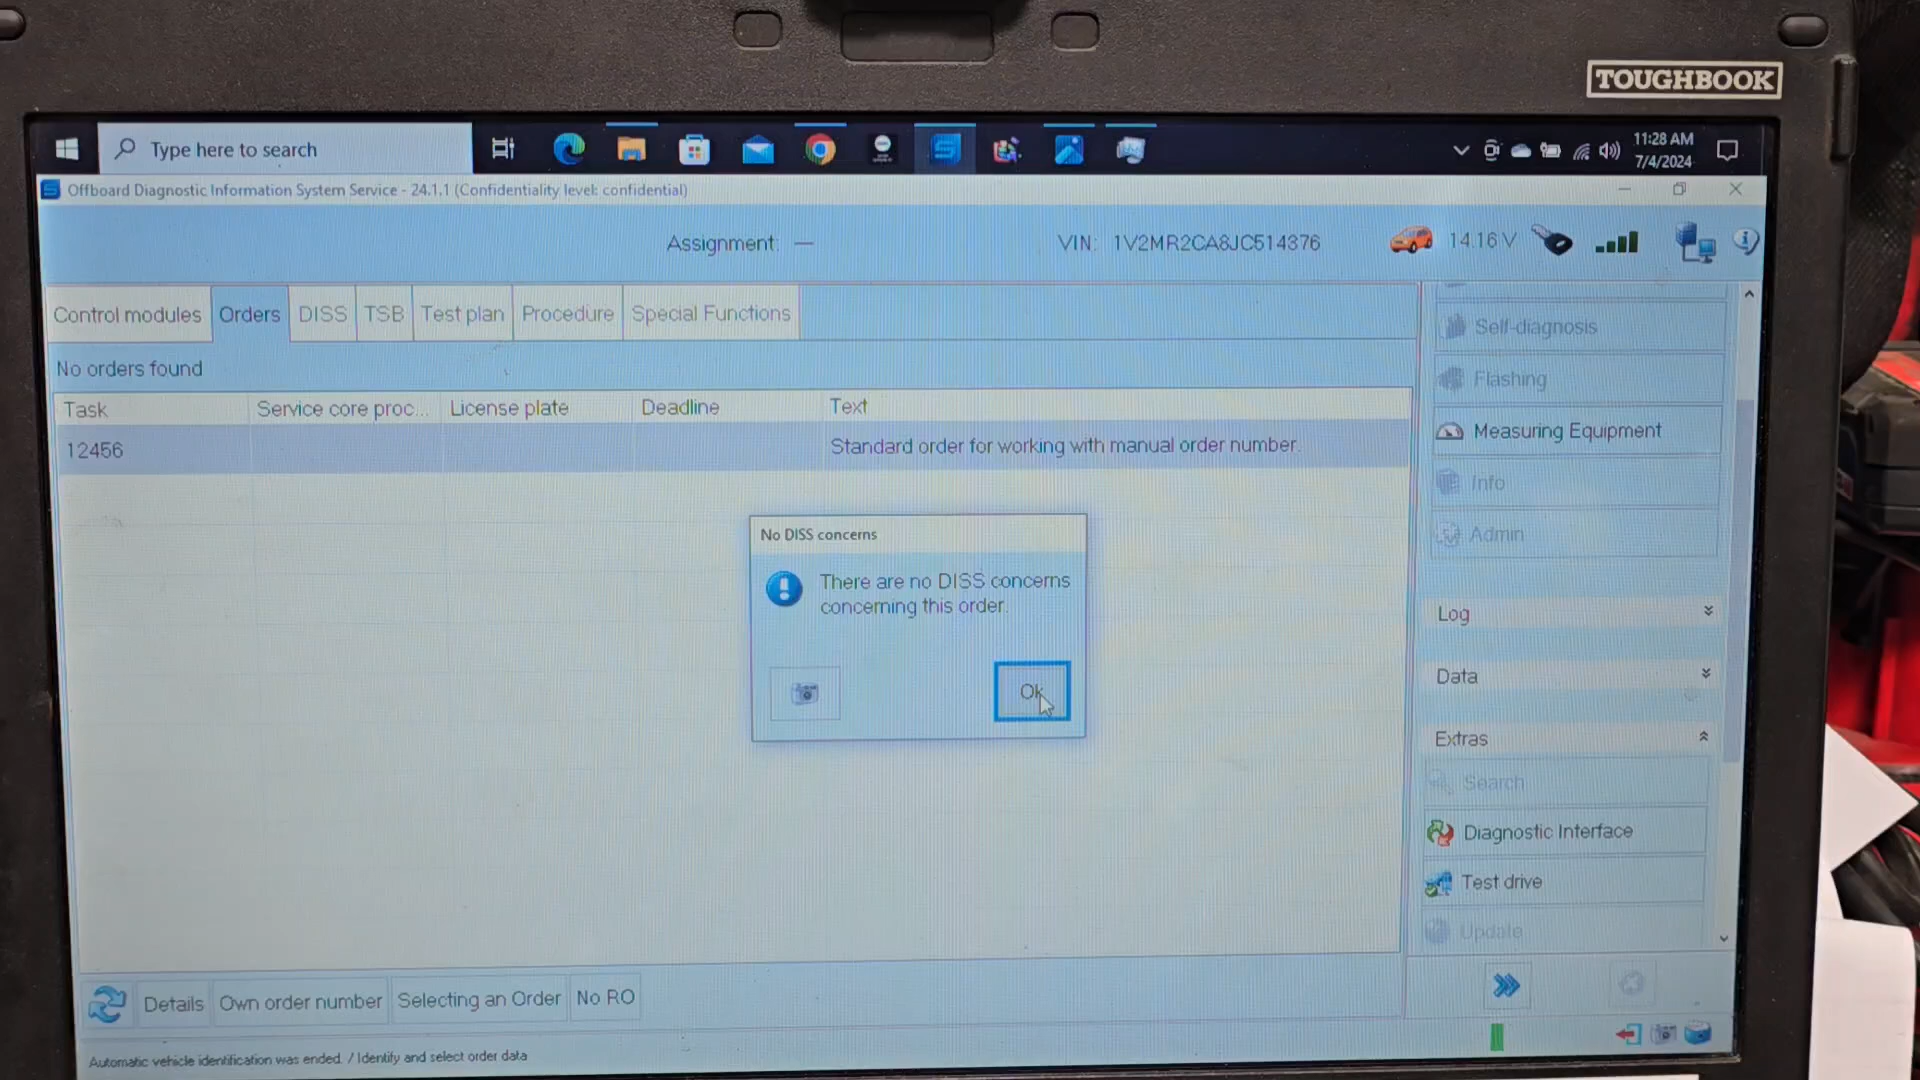 TOUGHBOOK
Type here to search
11:28 AM
7/4/2024
Offboard Diagnostic Information System Service - 24.1.1 (Confidentiality level: confidential)
Assignment: —
VIN: 1V2MR2CA8JC514376
14.16 V
Control modules
Orders
DISS
TSB
Test plan
Procedure
Special Functions
No orders found
Task
Service core proc...
License plate
Deadline
Text
12456
Standard order for working with manual order number.
No DISS concerns
There are no DISS concerns
concerning this order.
Ok
Self-diagnosis
Flashing
Measuring Equipment
Info
Admin
Log
Data
Extras
Search
Diagnostic Interface
Test drive
Update
Details
Own order number
Selecting an Order
No RO
Automatic vehicle identification was ended. / Identify and select order data